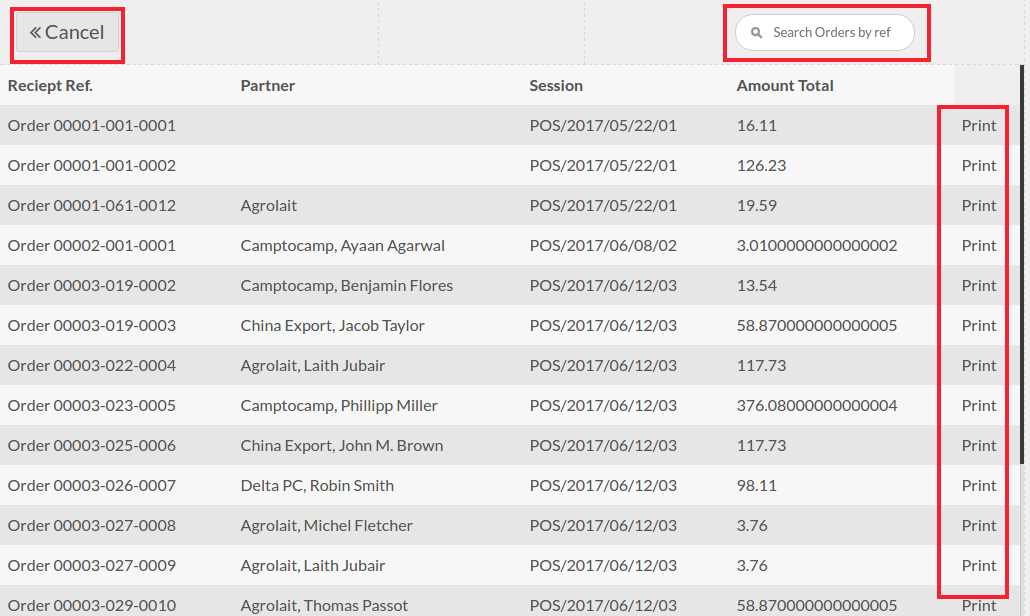 « Cancel Search Orders by ref
Reciept Ref. Partner Session Amount Total
Order 00001-001-0001 POS/2017/05/22/01 16.11 Print
Order 00001-001-0002 POS/2017/05/22/01 126.23 Print
Order 00001-061-0012 Agrolait POS/2017/05/22/01 19.59 Print
Order 00002-001-0001 Camptocamp, Ayaan Agarwal POS/2017/06/08/02 3.0100000000000002 Print
Order 00003-019-0002 Camptocamp, Benjamin Flores POS/2017/06/12/03 13.54 Print
Order 00003-019-0003 China Export, Jacob Taylor POS/2017/06/12/03 58.870000000000005 Print
Order 00003-022-0004 Agrolait, Laith Jubair POS/2017/06/12/03 117.73 Print
Order 00003-023-0005 Camptocamp, Phillipp Miller POS/2017/06/12/03 376.08000000000004 Print
Order 00003-025-0006 China Export, John M. Brown POS/2017/06/12/03 117.73 Print
Order 00003-026-0007 Delta PC, Robin Smith POS/2017/06/12/03 98.11 Print
Order 00003-027-0008 Agrolait, Michel Fletcher POS/2017/06/12/03 3.76 Print
Order 00003-027-0009 Agrolait, Laith Jubair POS/2017/06/12/03 3.76 Print
Order 00003-029-0010 Agrolait, Thomas Passot POS/2017/06/12/03 58.870000000000005 Print